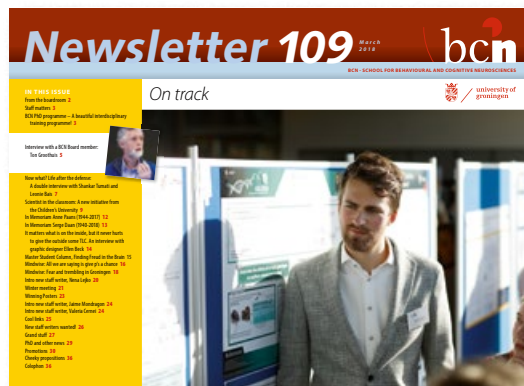 Newsletter 109 March
2018
bcn
BCN - SCHOOL FOR BEHAVIOURAL AND COGNITIVE NEUROSCIENCES
IN THIS ISSUE
From the boardroom 2
Staff matters 3
BCN PhD programme – A beautiful interdisciplinary
training programme! 3
Interview with a BCN Board member:
Ton Groothuis 5
Now what? Life after the defense:
A double interview with Shankar Tumati and
Leonie Bais 7
Scientist in the classroom: A new initiative from
the Children's University 9
In Memoriam Anne Paans (1944-2017) 12
In Memoriam Serge Daan (1940-2018) 13
It matters what is on the inside, but it never hurts
to give the outside some TLC. An interview with
graphic designer Ellen Beck 14
Master Student Column, Finding Freud in the Brain 15
Mindwise: All we are saying is give p's a chance 16
Mindwise: Fear and trembling in Groningen 18
Intro new staff writer, Nena Lejko 20
Winter meeting 21
Winning Posters 23
Intro new staff writer, Jaime Mondragon 24
Intro new staff writer, Valeria Cernei 24
Cool links 25
New staff writers wanted! 26
Grand stuff 27
PhD and other news 29
Promotions 30
Cheeky propositions 36
Colophon 36
On track
university of
groningen